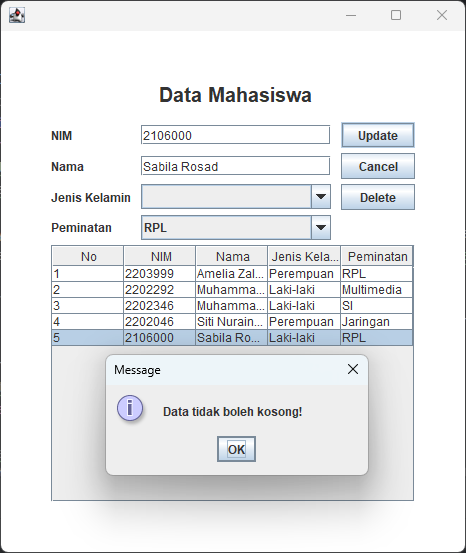 Data Mahasiswa
NIM 2106000 Update
Nama Sabila Rosad Cancel
Jenis Kelamin Delete
Peminatan RPL
No NIM Nama Jenis Kela... Peminatan
1 2203999 Amelia Zal... Perempuan RPL
2 2202292 Muhamma... Laki-laki Multimedia
3 2202346 Muhamma... Laki-laki SI
4 2202046 Siti Nurain... Perempuan Jaringan
5 2106000 Sabila Ro... Laki-laki RPL
Message
Data tidak boleh kosong!
OK